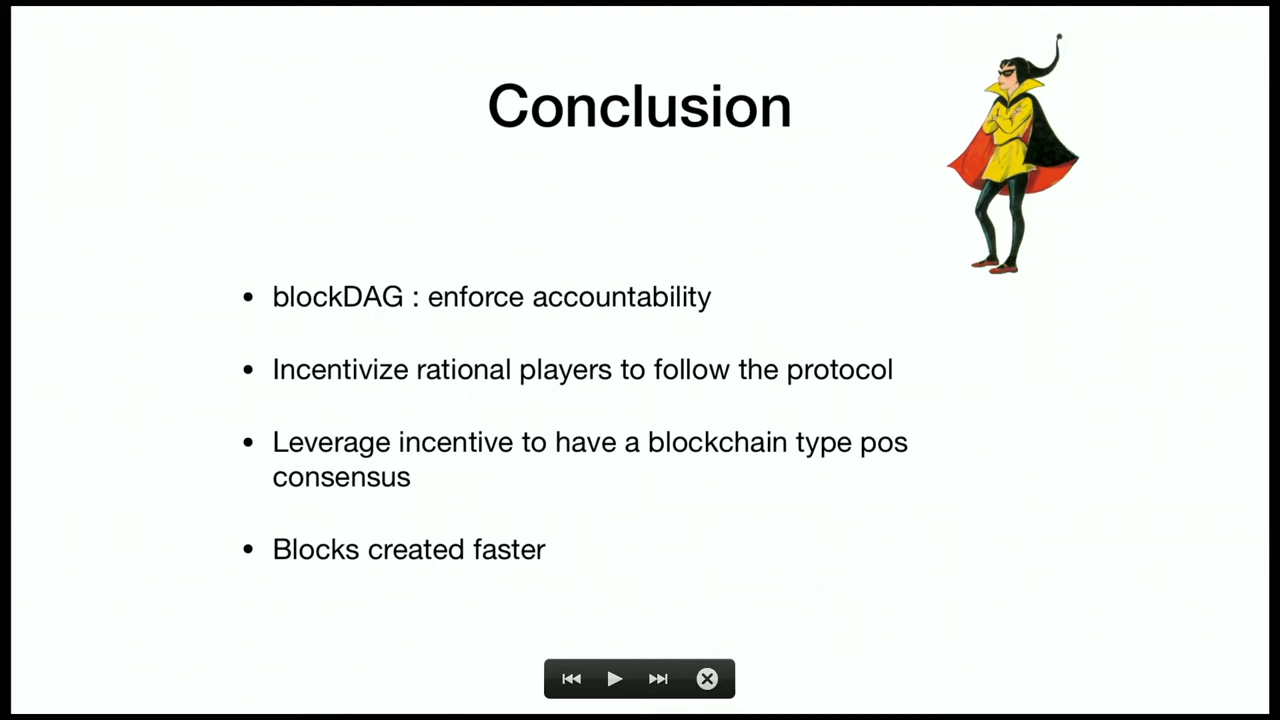 Conclusion
• blockDAG : enforce accountability
• Incentivize rational players to follow the protocol
• Leverage incentive to have a blockchain type pos
consensus
• Blocks created faster